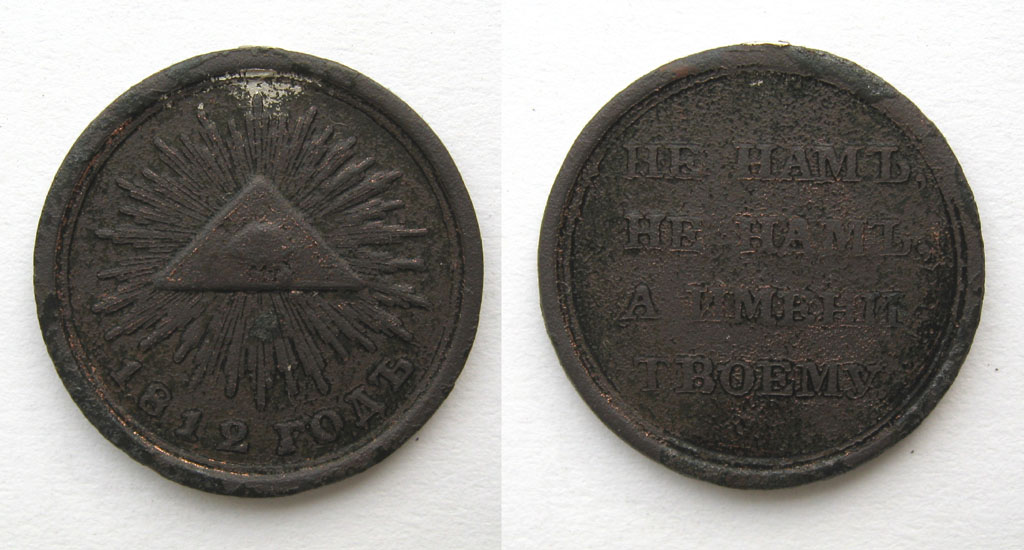 1812 ГОДЪ
НЕ НАМЪ,
НЕ НАМЪ,
А ИМЕНИ
ТВОЕМУ